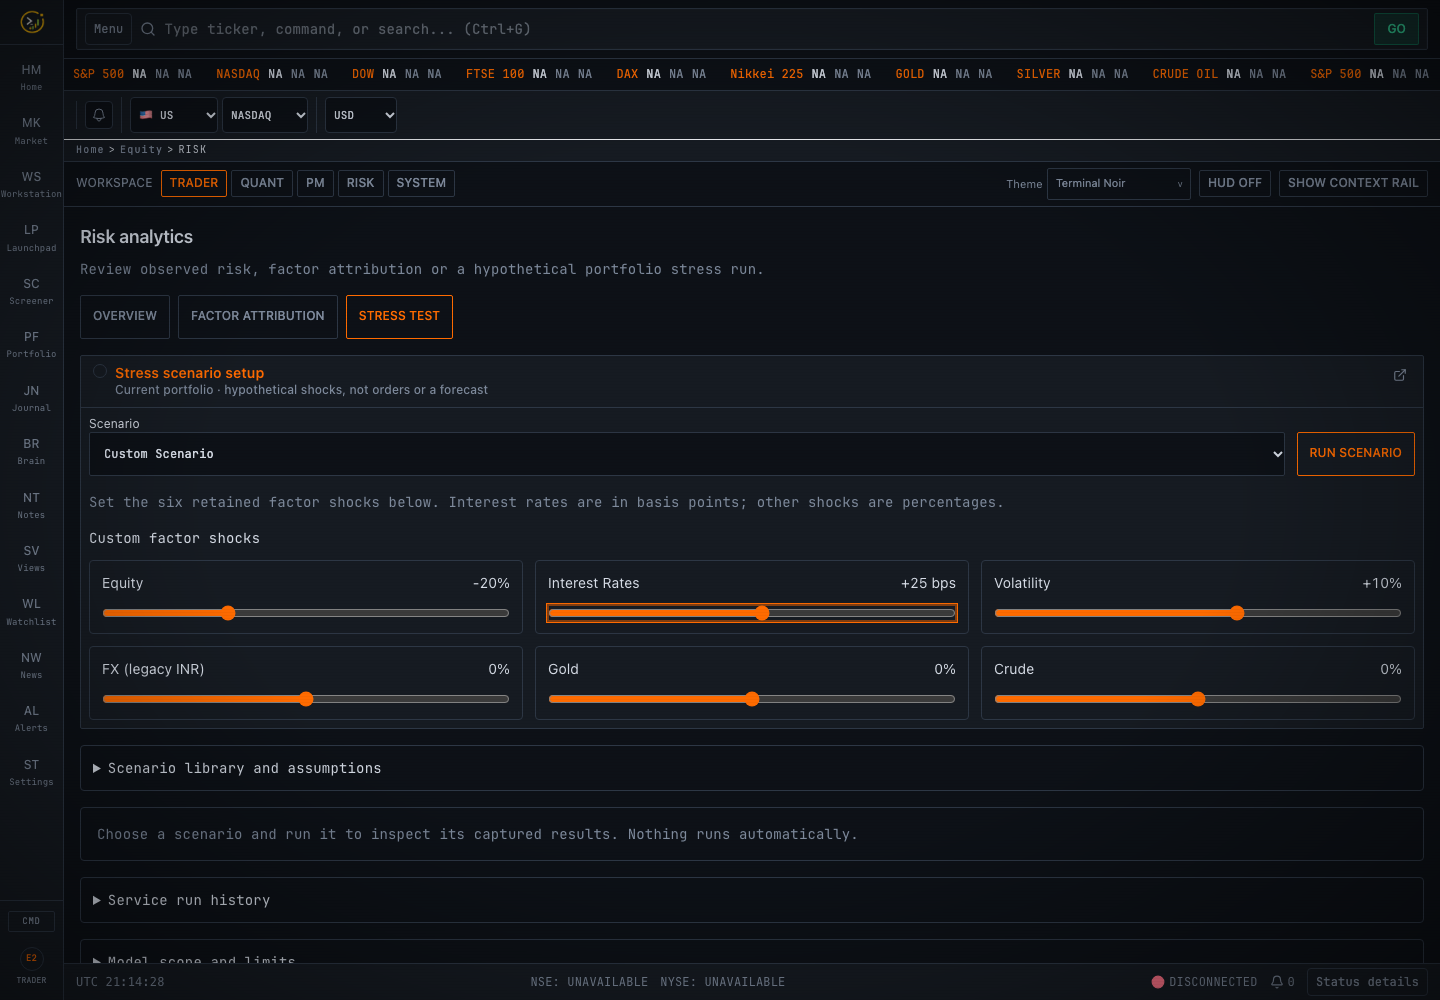 Menu Type ticker, command, or search... (Ctrl+G) GO
S&P 500 NA NA NA NASDAQ NA NA NA DOW NA NA NA FTSE 100 NA NA NA DAX NA NA NA Nikkei 225 NA NA NA GOLD NA NA NA SILVER NA NA NA CRUDE OIL NA NA NA S&P 500 NA NA NA
US NASDAQ USD
Home > Equity > RISK
WORKSPACE TRADER QUANT PM RISK SYSTEM Theme Terminal Noir HUD OFF SHOW CONTEXT RAIL
HM
Home
MK
Market
WS
Workstation
LP
Launchpad
SC
Screener
PF
Portfolio
JN
Journal
BR
Brain
NT
Notes
SV
Views
WL
Watchlist
NW
News
AL
Alerts
ST
Settings
CMD
E2
TRADER
Risk analytics
Review observed risk, factor attribution or a hypothetical portfolio stress run.
OVERVIEW FACTOR ATTRIBUTION STRESS TEST
Stress scenario setup
Current portfolio · hypothetical shocks, not orders or a forecast
Scenario
Custom Scenario RUN SCENARIO
Set the six retained factor shocks below. Interest rates are in basis points; other shocks are percentages.
Custom factor shocks
Equity -20% Interest Rates +25 bps Volatility +10%
FX (legacy INR) 0% Gold 0% Crude 0%
Scenario library and assumptions
Choose a scenario and run it to inspect its captured results. Nothing runs automatically.
Service run history
Model scope and limits
UTC 21:14:28 NSE: UNAVAILABLE NYSE: UNAVAILABLE DISCONNECTED 0 Status details